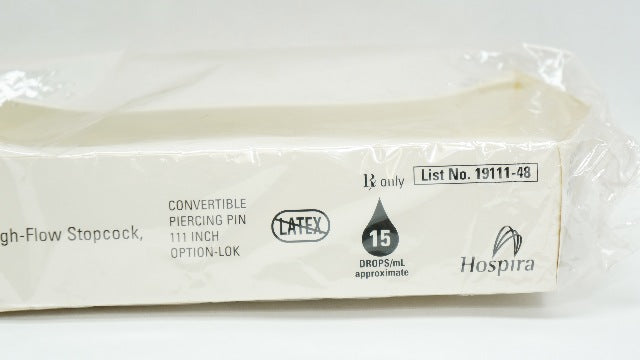 gh-Flow Stopcock,
CONVERTIBLE
PIERCING PIN
111 INCH
OPTION-LOK
LATEX
℞ only
List No. 19111-48
15
DROPS/mL
approximate
Hospira